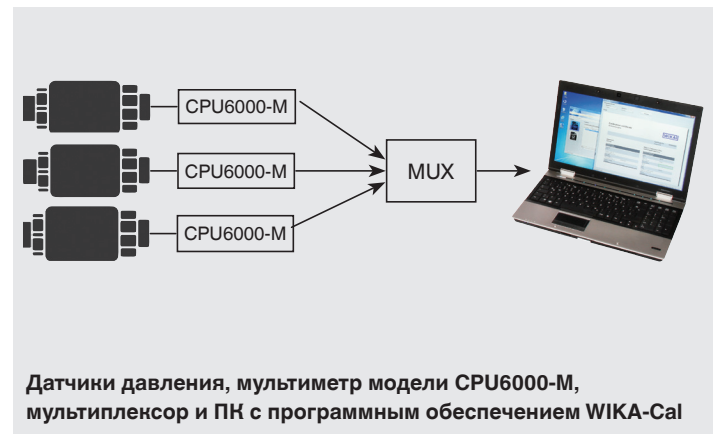 CPU6000-M
CPU6000-M
MUX
CPU6000-M
Датчики давления, мультиметр модели CPU6000-M,
мультиплексор и ПК с программным обеспечением WIKA-Cal